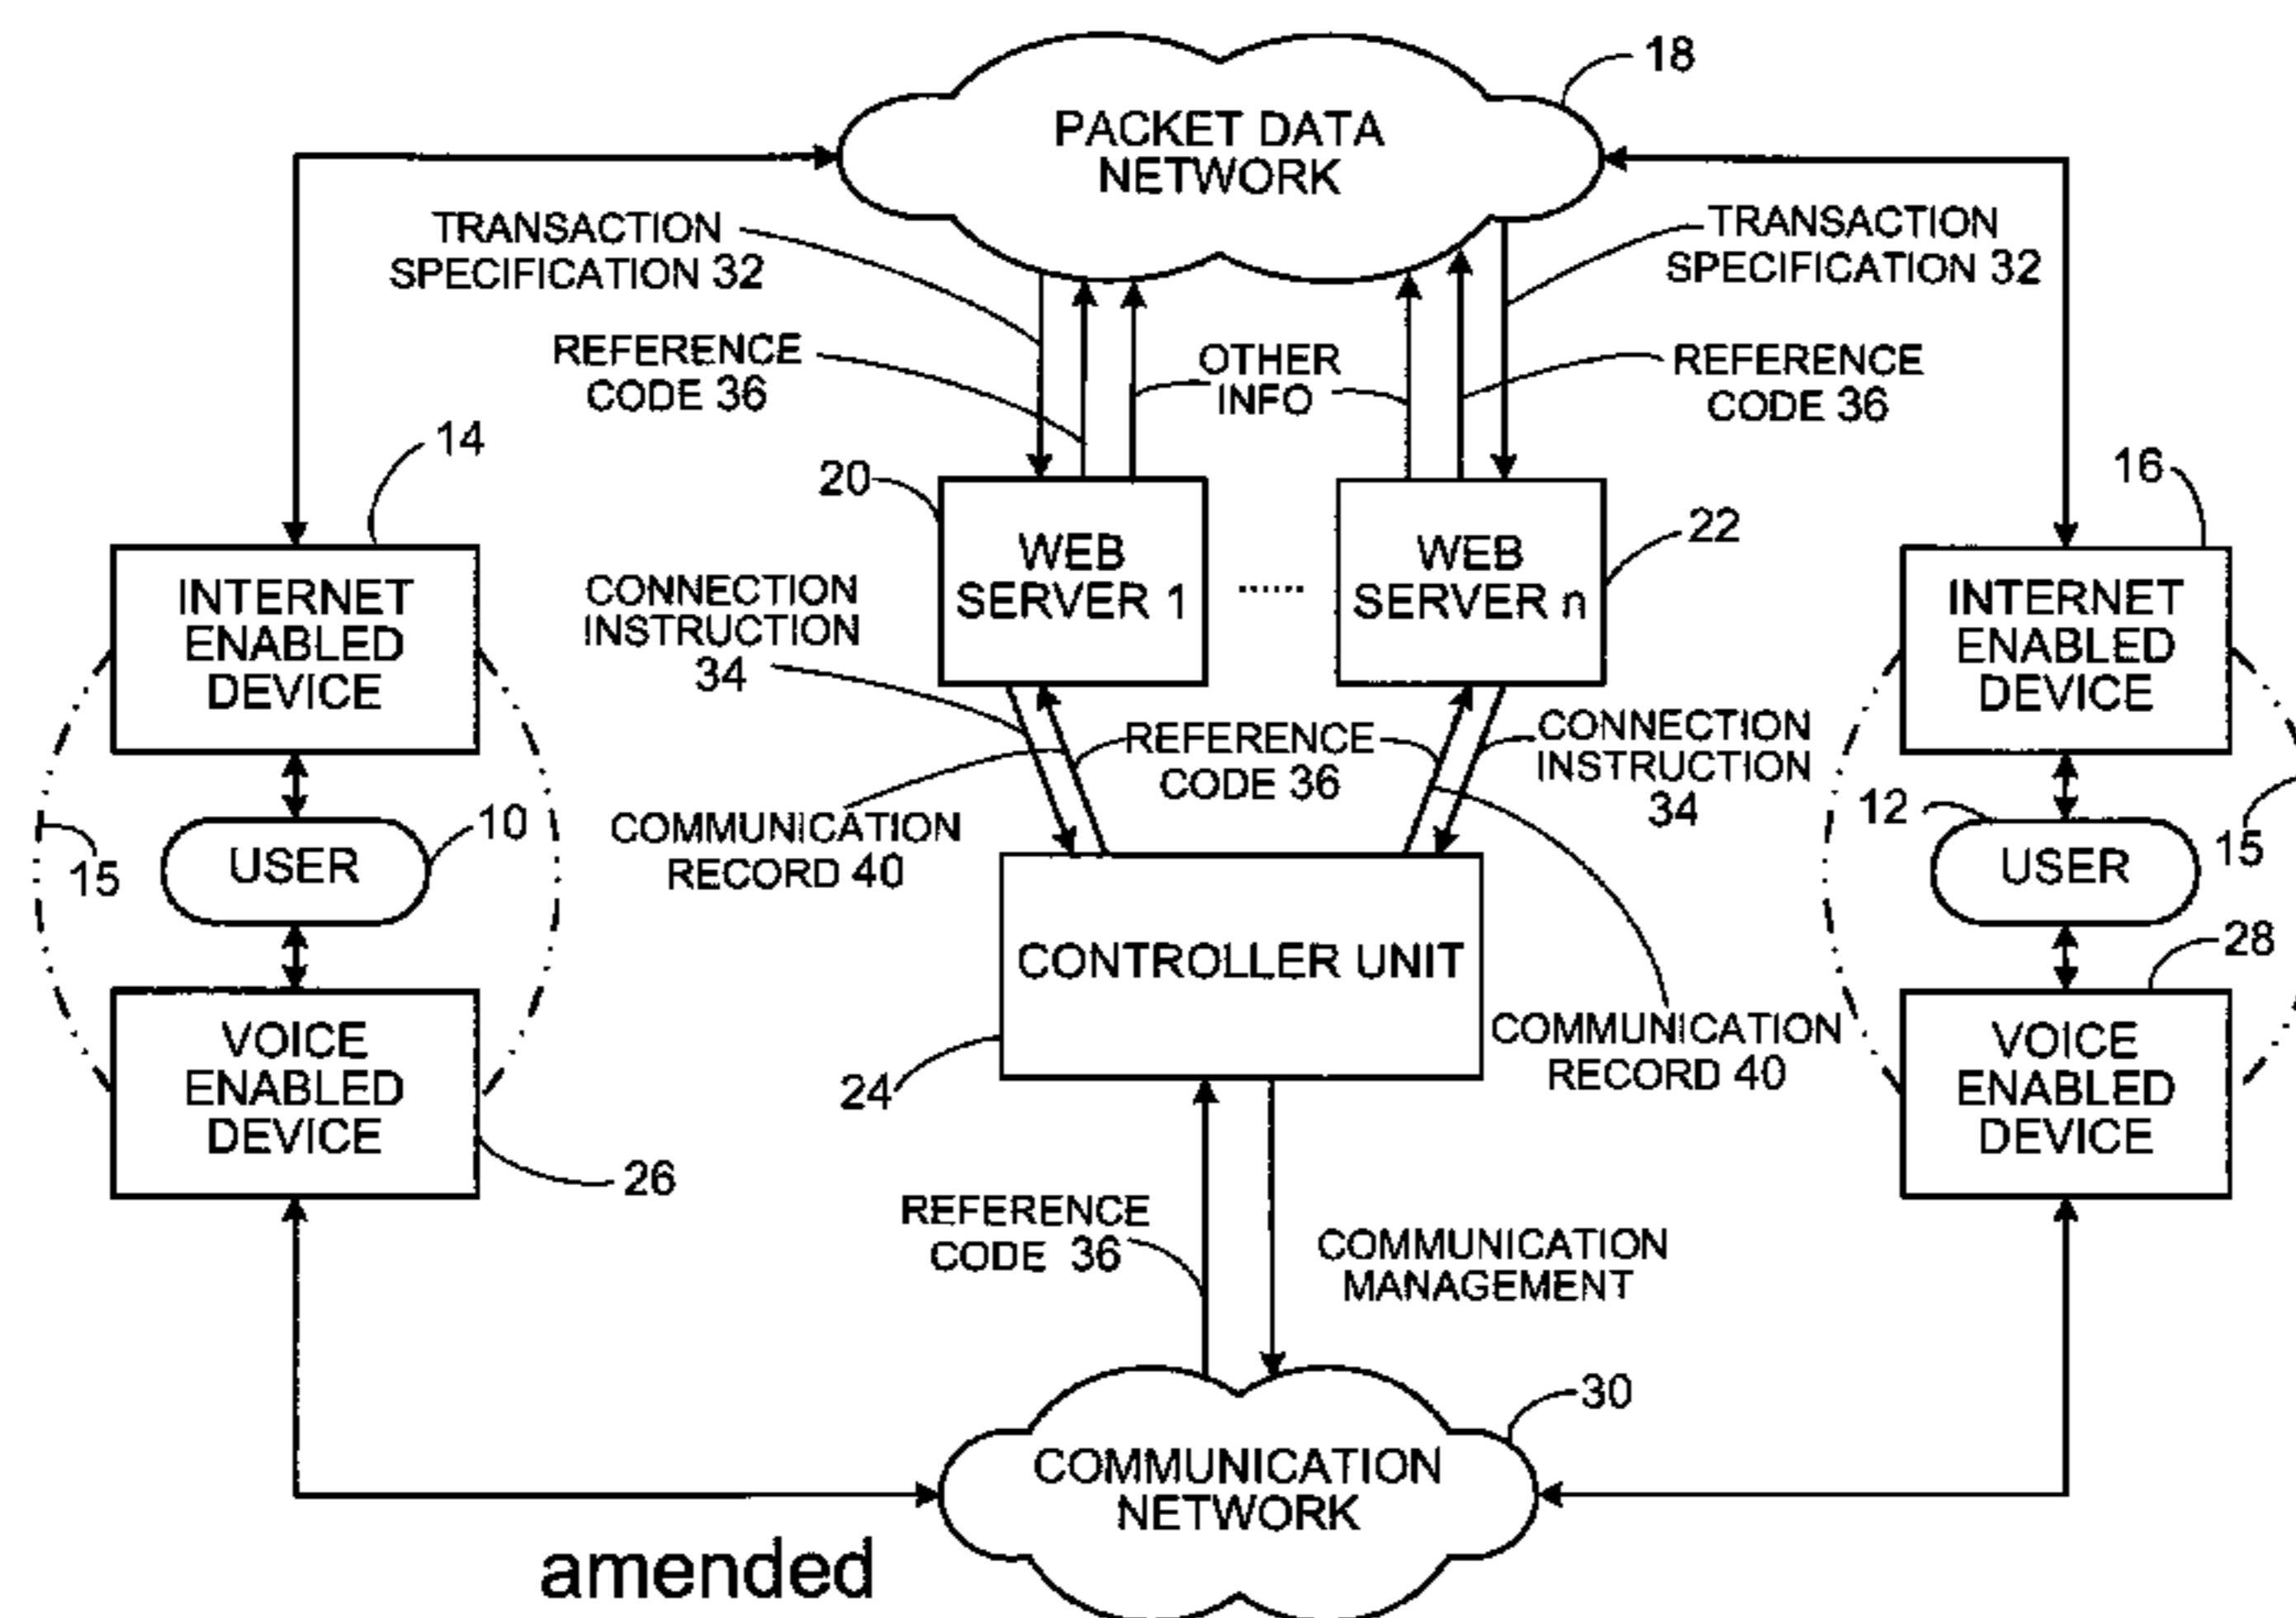 18
PACKET DATA
NETWORK
TRANSACTION
SPECIFICATION 32
TRANSACTION
SPECIFICATION 32
REFERENCE
CODE 36
OTHER
INFO
REFERENCE
CODE 36
14
20
16
22
INTERNET
ENABLED
DEVICE
CONNECTION
INSTRUCTION
34
WEB
SERVER 1
......
WEB
SERVER n
INTERNET
ENABLED
DEVICE
REFERENCE
CODE 36
CONNECTION
INSTRUCTION
34
10
12
15
USER
COMMUNICATION
RECORD 40
15
USER
CONTROLLER UNIT
28
VOICE
ENABLED
DEVICE
24
COMMUNICATION
RECORD 40
VOICE
ENABLED
DEVICE
26
REFERENCE
CODE 36
COMMUNICATION
MANAGEMENT
30
COMMUNICATION
NETWORK
amended